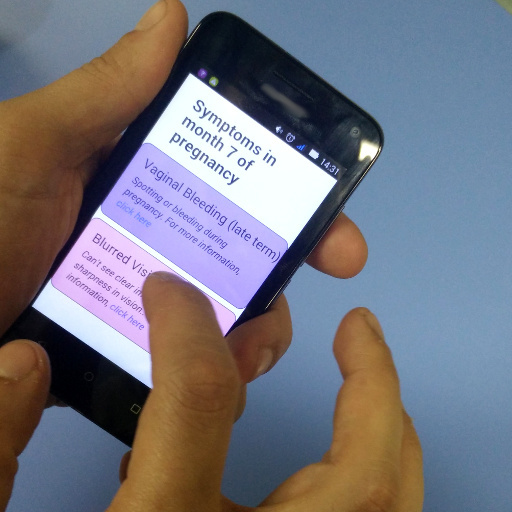 14:31
Symptoms in
month 7 of
pregnancy
Vaginal Bleeding (late term)
Spotting or bleeding during
pregnancy. For more information,
click here
Blurred Visi
Can't see clear im
sharpness in vision.
information, click here